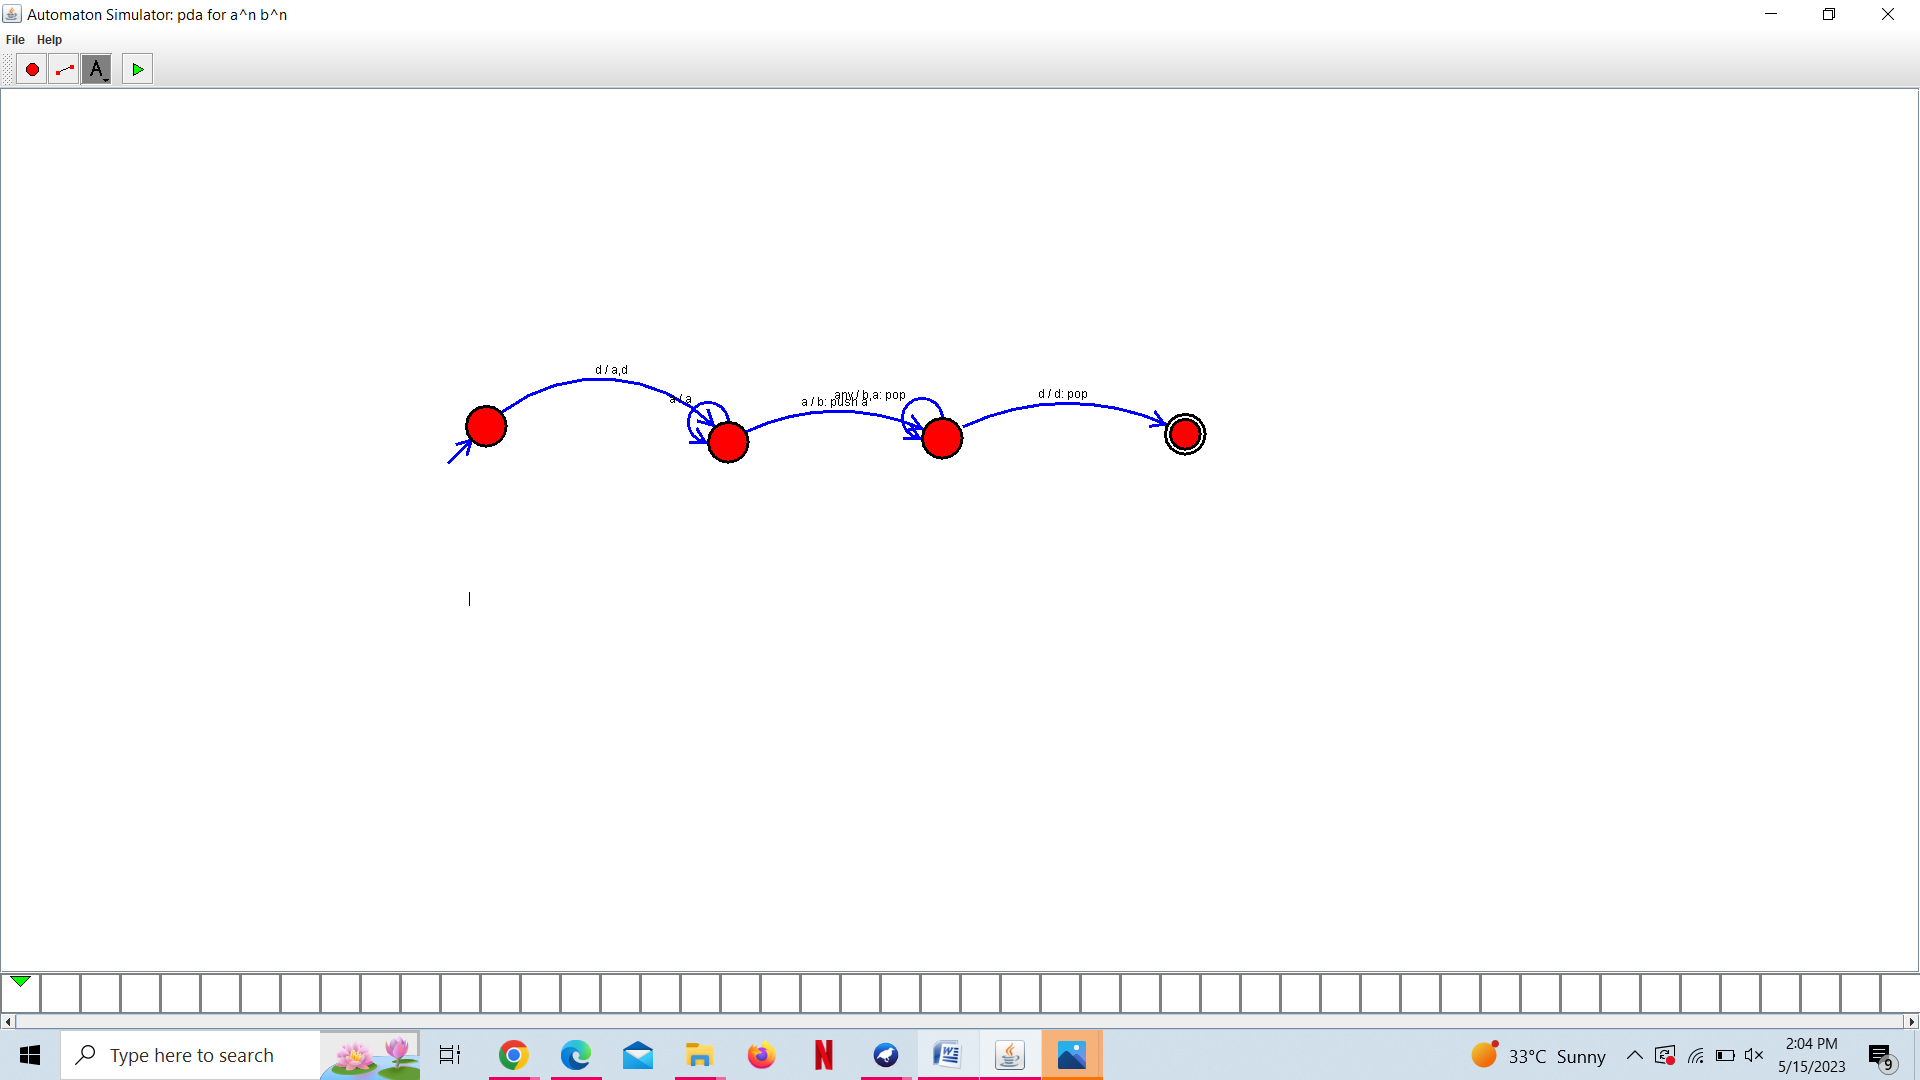 Automaton Simulator: pda for a^n b^n
File Help
A
d / a,d
a / a
any / b,a: pop
a / b: push a
d / d: pop
Type here to search
N
W
33°C Sunny
2:04 PM
5/15/2023
9